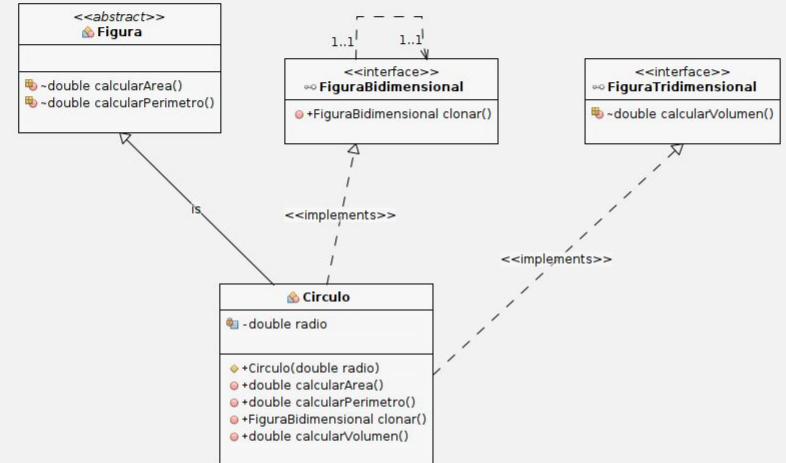 <<abstract>>
Figura
~double calcularArea()
~double calcularPerimetro()
1..1
1..1
<<interface>>
FiguraBidimensional
+FiguraBidimensional clonar()
<<interface>>
FiguraTridimensional
~double calcularVolumen()
is
<<implements>>
<<implements>>
Circulo
-double radio
+Circulo(double radio)
+double calcularArea()
+double calcularPerimetro()
+FiguraBidimensional clonar()
+double calcularVolumen()